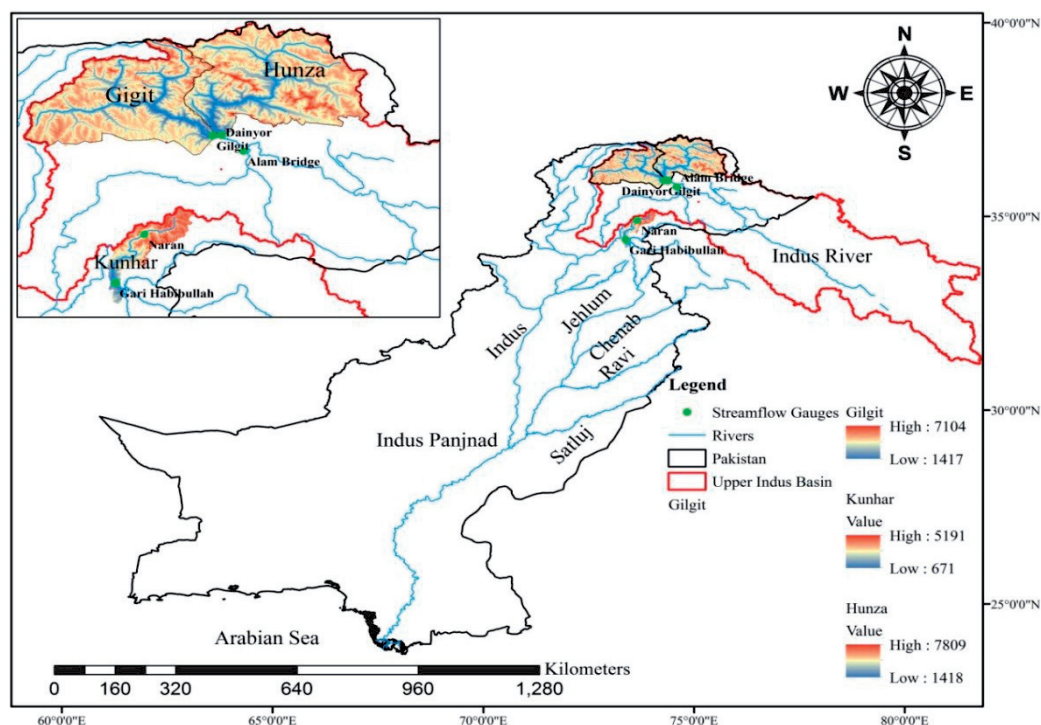 Hunza
Gigit
Dainyor
Gilgit
Alam Bridge
Naran
Kunhar
Gari Habibullah
40°0'0"N
N
W
E
S
Alam Bridge
DainyorGilgit
35°0'0"N
Naran
Gari Habibullah
Indus River
Indus
Jehlum
Chenab
Ravi
Legend
Streamflow Gauges
Rivers
Pakistan
Upper Indus Basin
Gilgit
Gilgit
High : 7104
Low : 1417
30°0'0"N
Indus Panjnad
Satluj
Kunhar
Value
High : 5191
Low : 671
25°0'0"N
Hunza
Value
High : 7809
Low : 1418
Arabian Sea
Kilometers
0 160 320 640 960 1,280
60°0'0"E 65°0'0"E 70°0'0"E 75°0'0"E 80°0'0"E